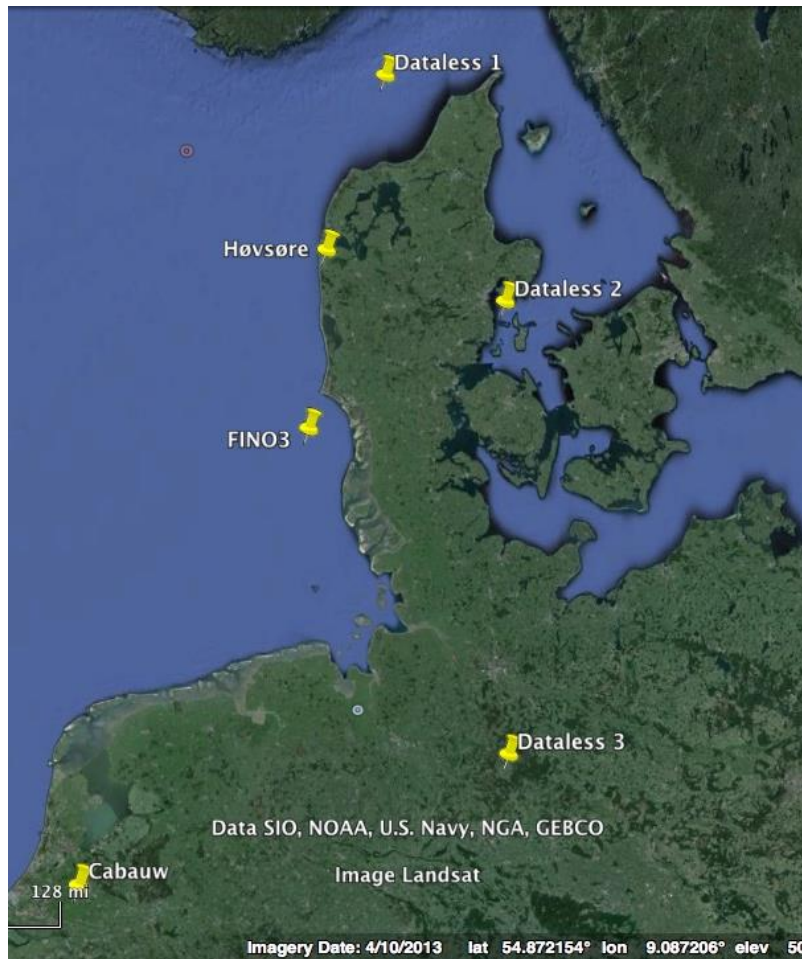 Dataless 1
Høvsøre
Dataless 2
FINO3
Dataless 3
Data SIO, NOAA, U.S. Navy, NGA, GEBCO
Cabauw
Image Landsat
128 mi
Imagery Date: 4/10/2013 lat 54.872154° lon 9.087206° elev 50